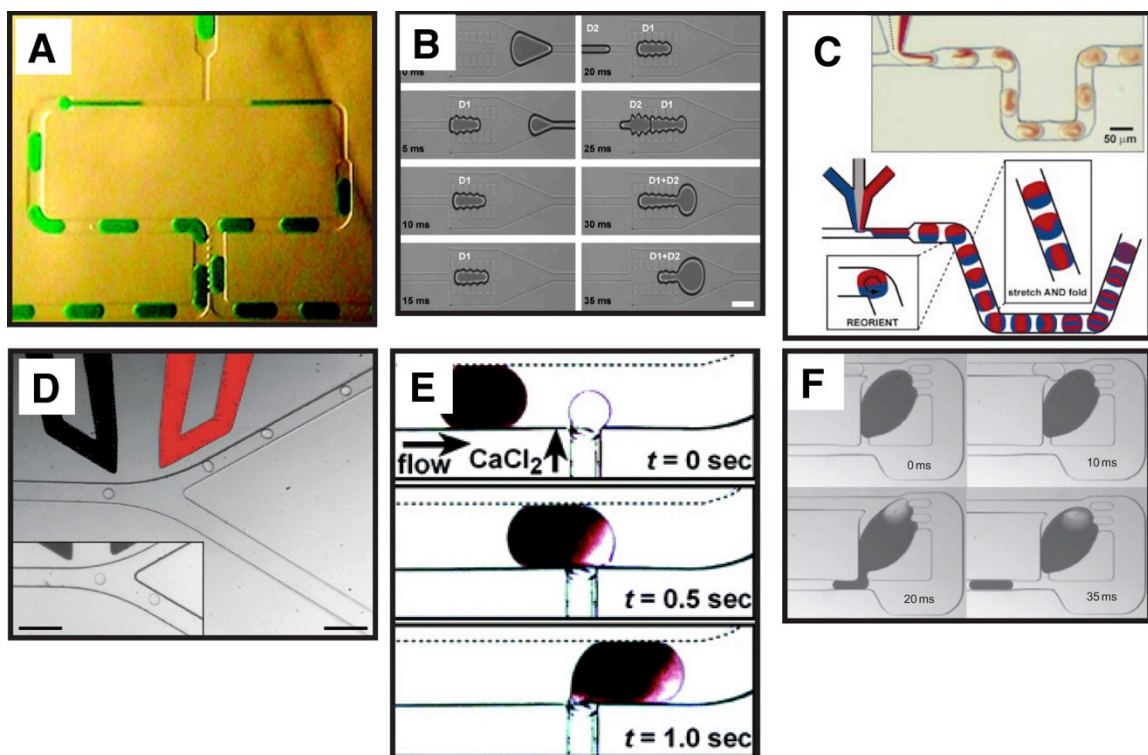 A
B
D2
D1
0 ms
20 ms
D1
D2
D1
5 ms
25 ms
D1
D1+D2
10 ms
30 ms
D1
D1+D2
15 ms
35 ms
C
50 μm
REORIENT
stretch AND fold
D
E
flow
CaCl2
t = 0 sec
t = 0.5 sec
t = 1.0 sec
F
0 ms
10 ms
20 ms
35 ms